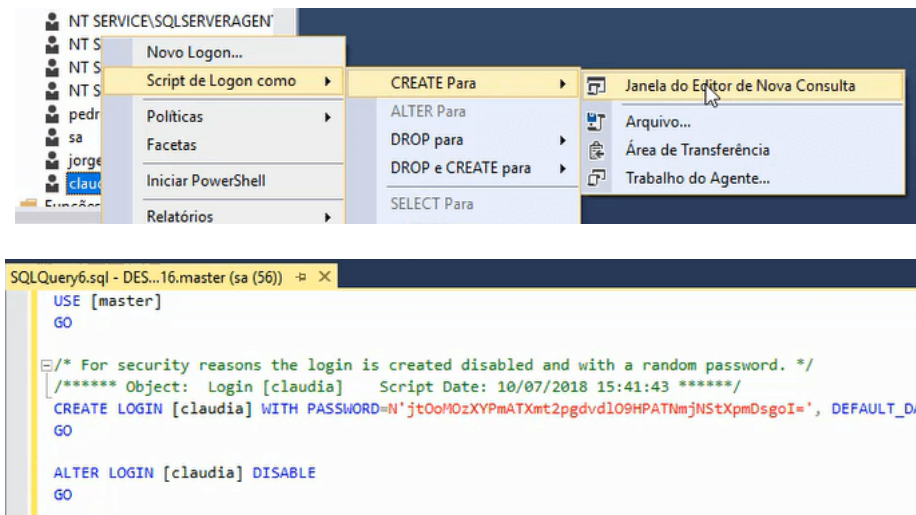 NT SERVICE\SQLSERVERAGEN
NT S
NT S
NT S
pedr
sa
jorge
clau
Novo Logon...
Script de Logon como
Políticas
Facetas
Iniciar PowerShell
Relatórios
CREATE Para
ALTER Para
DROP para
DROP e CREATE para
SELECT Para
Janela do Editor de Nova Consulta
Arquivo...
Área de Transferência
Trabalho do Agente...
SQLQuery6.sql - DES...16.master (sa (56))
USE [master]
GO
/* For security reasons the login is created disabled and with a random password. */
/****** Object:  Login [claudia]    Script Date: 10/07/2018 15:41:43 ******/
CREATE LOGIN [claudia] WITH PASSWORD=N'jtOoMOzXYPmATXmt2pgdvdlO9HPATNmjNStXpmDsgoI=', DEFAULT_DA
GO
ALTER LOGIN [claudia] DISABLE
GO